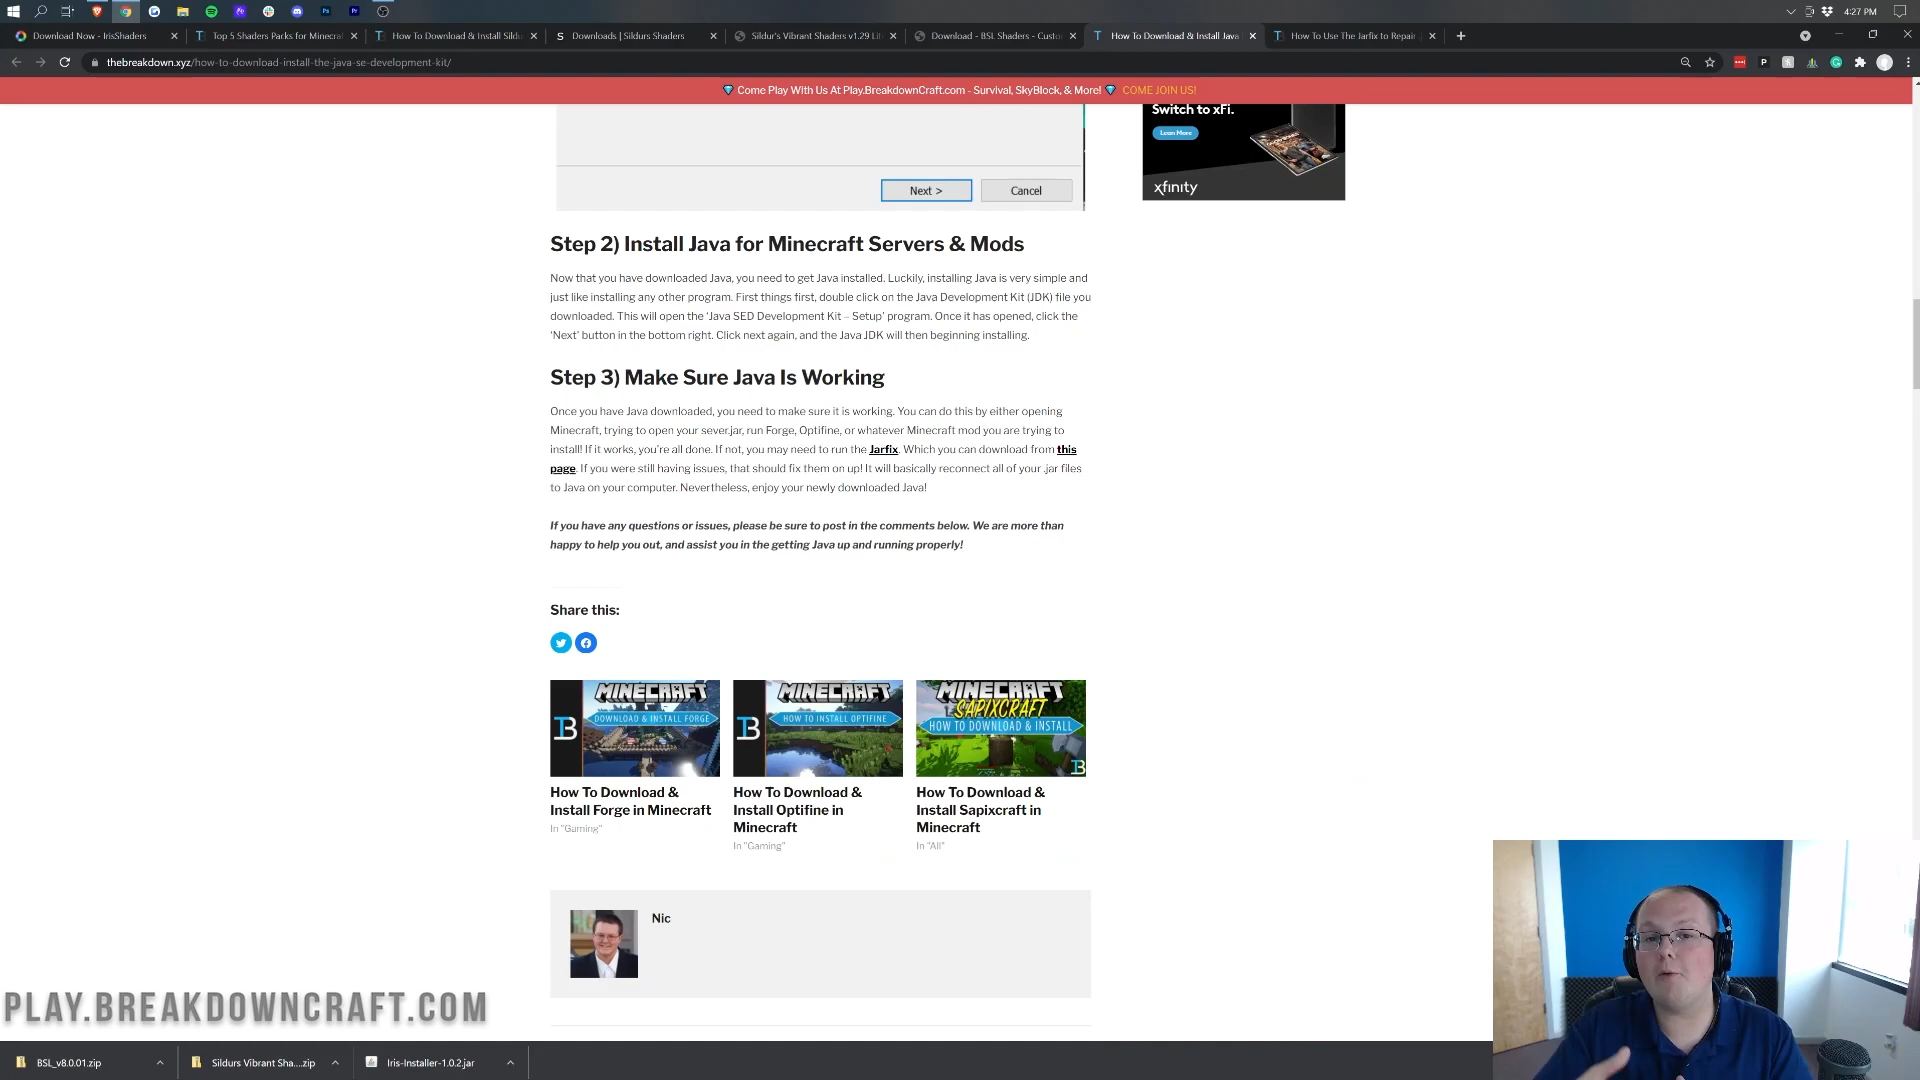 4:27 PM
Download Now - IrisShaders
Top 5 Shaders Packs for Minecraf
How To Download & Install Sildu
Downloads | Sildurs Shaders
Sildur's Vibrant Shaders v1.29 Lit
Download - BSL Shaders - Custo
How To Download & Install Java
How To Use The Jarfix to Repair
thebreakdown.xyz/how-to-download-install-the-java-se-development-kit/
Come Play With Us At Play.BreakdownCraft.com - Survival, SkyBlock, & More! COME JOIN US!
Switch to xFi.
Learn More
xfinity
Next >
Cancel
Step 2) Install Java for Minecraft Servers & Mods
Now that you have downloaded Java, you need to get Java installed. Luckily, installing Java is very simple and
just like installing any other program. First things first, double click on the Java Development Kit (JDK) file you
downloaded. This will open the ‘Java SED Development Kit – Setup’ program. Once it has opened, click the
‘Next’ button in the bottom right. Click next again, and the Java JDK will then beginning installing.
Step 3) Make Sure Java Is Working
Once you have Java downloaded, you need to make sure it is working. You can do this by either opening
Minecraft, trying to open your sever.jar, run Forge, Optifine, or whatever Minecraft mod you are trying to
install! If it works, you’re all done. If not, you may need to run the Jarfix. Which you can download from this
page. If you were still having issues, that should fix them on up! It will basically reconnect all of your .jar files
to Java on your computer. Nevertheless, enjoy your newly downloaded Java!
If you have any questions or issues, please be sure to post in the comments below. We are more than
happy to help you out, and assist you in the getting Java up and running properly!
Share this:
MINECRAFT
DOWNLOAD & INSTALL FORGE
MINECRAFT
HOW TO INSTALL OPTIFINE
MINECRAFT
SAPIXCRAFT
HOW TO DOWNLOAD & INSTALL
How To Download &
Install Forge in Minecraft
In "Gaming"
How To Download &
Install Optifine in
Minecraft
In "Gaming"
How To Download &
Install Sapixcraft in
Minecraft
In "All"
Nic
PLAY.BREAKDOWNCRAFT.COM
BSL_v8.0.01.zip
Sildurs Vibrant Sha....zip
Iris-Installer-1.0.2.jar